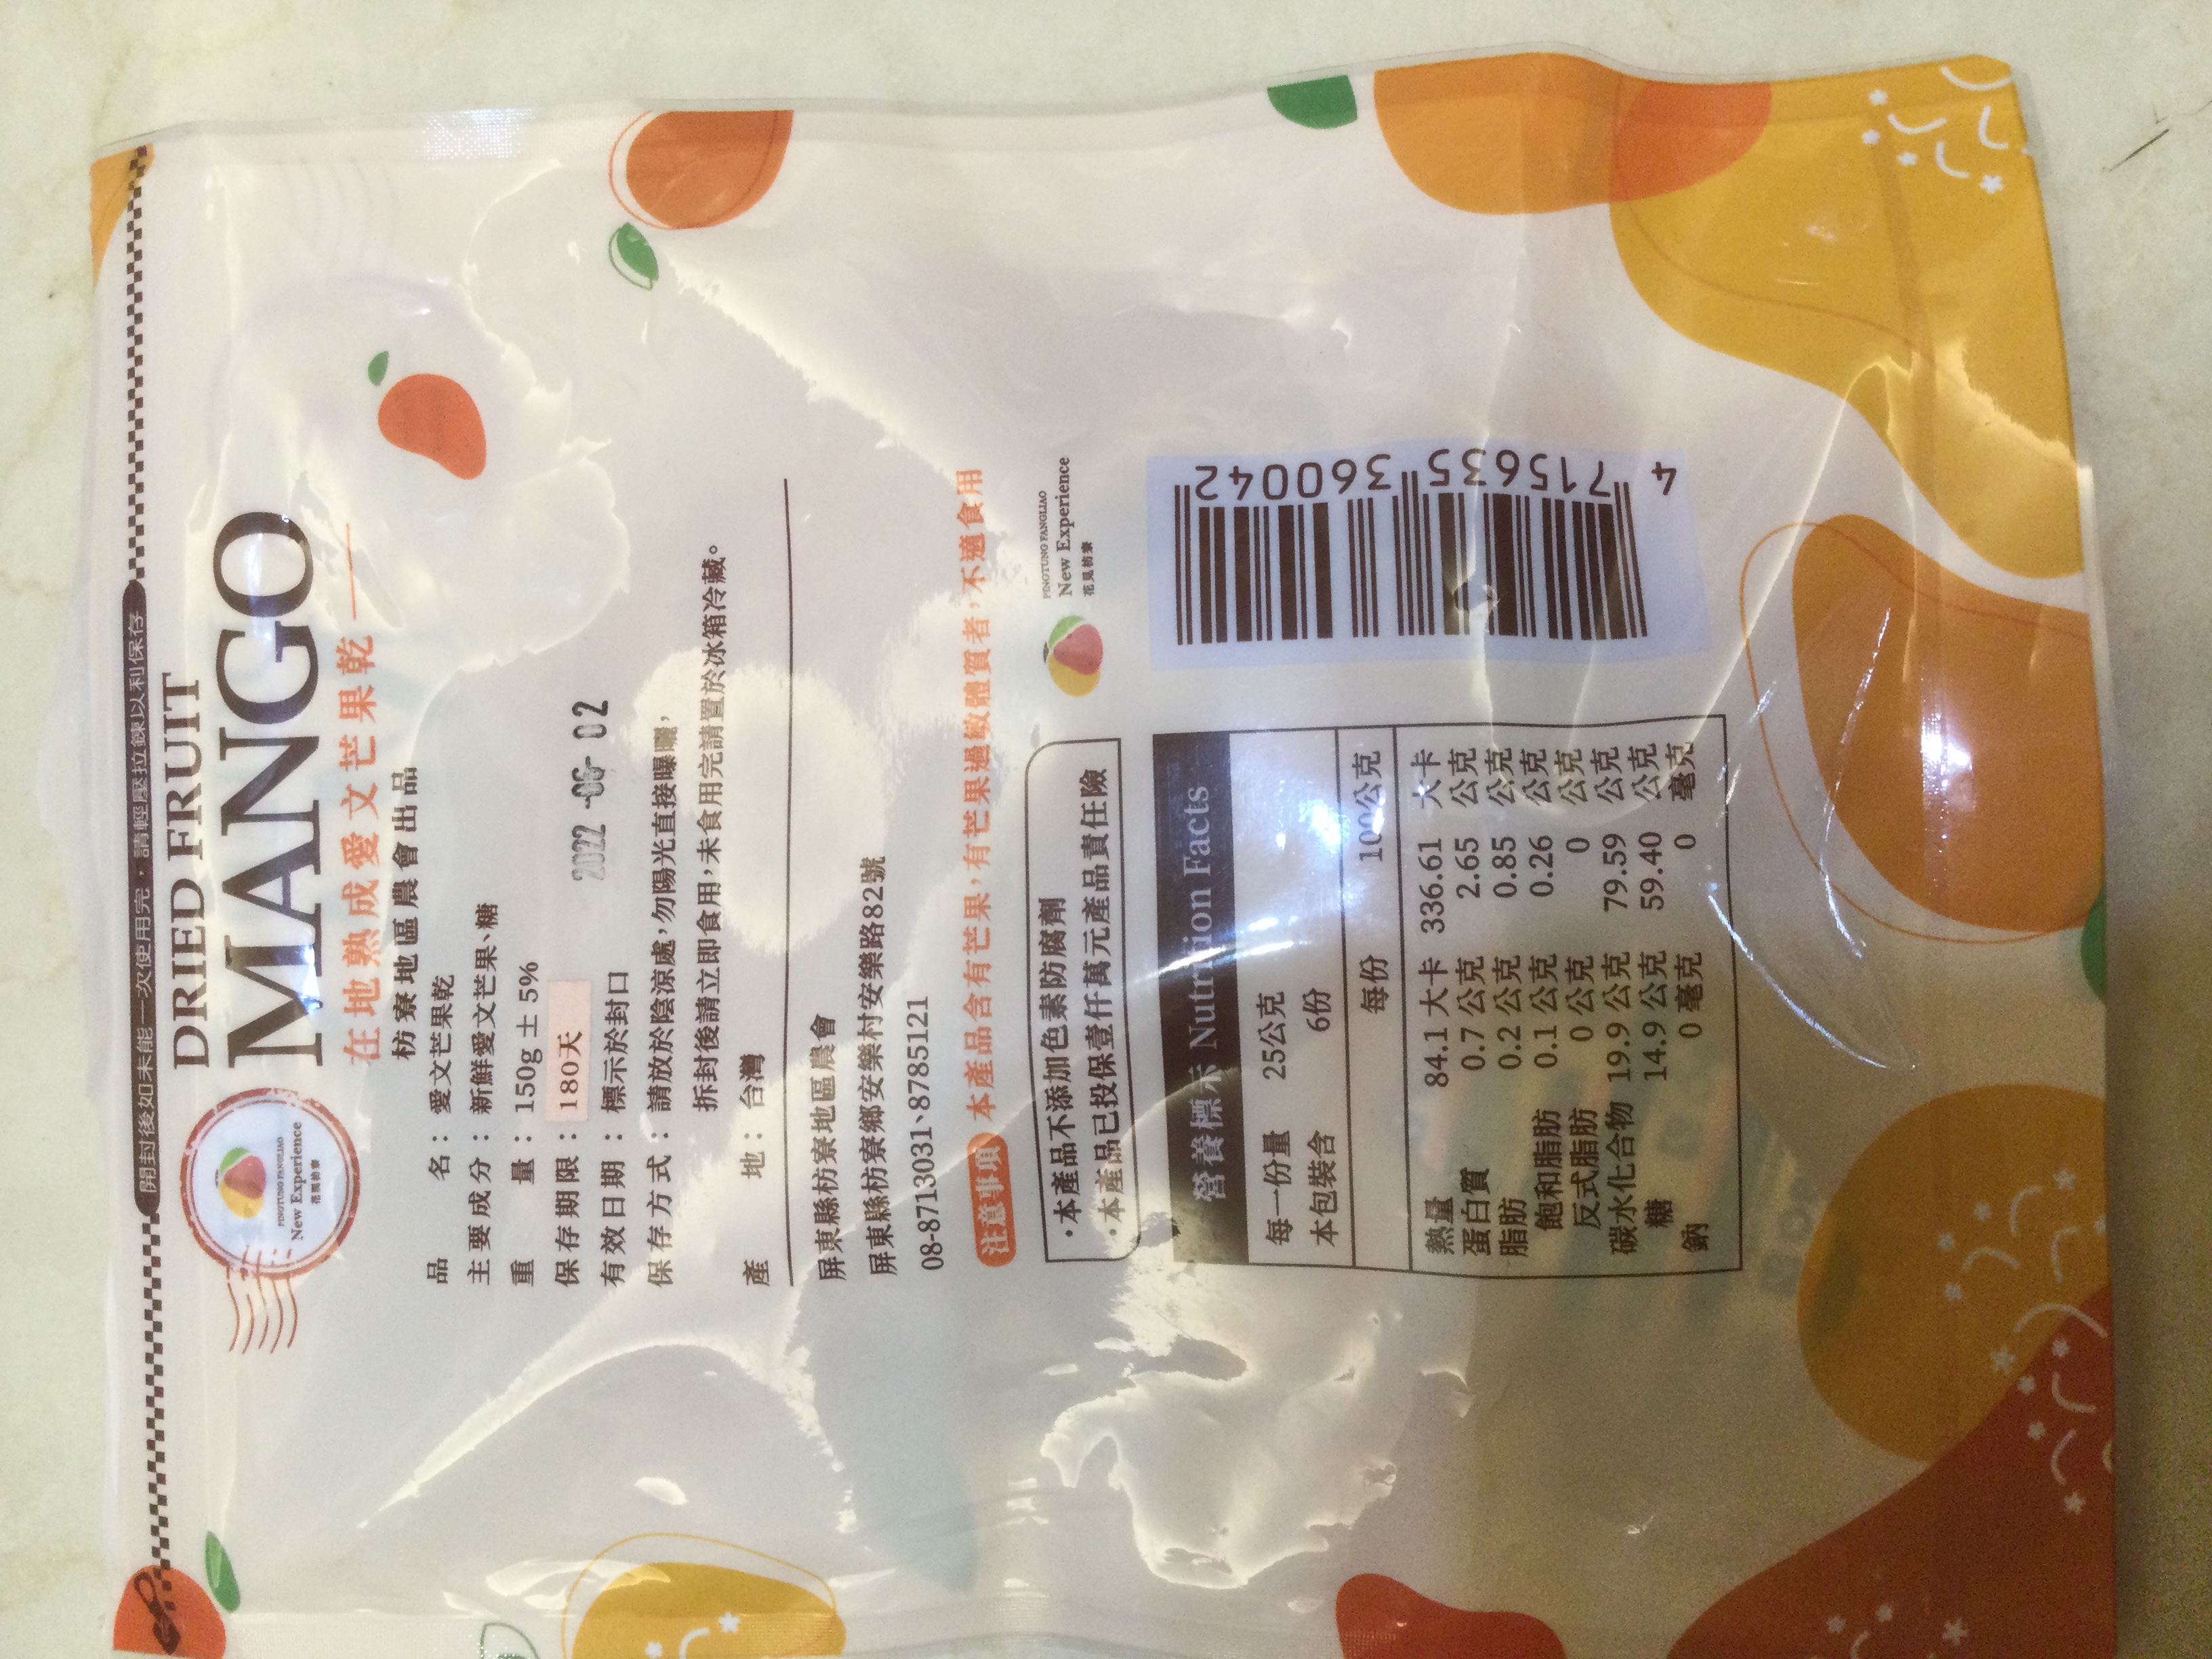 開封後如未能一次使用完，請輕壓拉鍊以利保存
PINGTUNG FANGLIAO
New Experience
花見枋寮
DRIED FRUIT
MANGO
在地熟成愛文芒果乾
枋寮地區農會出品
品名：愛文芒果乾
主要成分：新鮮愛文芒果、糖
重量：150g ± 5%
保存期限：180天
有效日期：標示於封口
2022-06-02
保存方式：請放於陰涼處，勿陽光直接曝曬，
拆封後請立即食用，未食用完請置於冰箱冷藏。
產地：台灣
屏東縣枋寮地區農會
屏東縣枋寮鄉安樂村安樂路82號
08-8713031、8785121
注意事項 本產品含有芒果，有芒果過敏體質者，不適食用
・本產品不添加色素防腐劑
・本產品已投保壹仟萬元產品責任險
PINGTUNG FANGLIAO
New Experience
花見枋寮
營養標示 Nutrition Facts
每一份量 25公克
本包裝含 6份
每份 100公克
熱量 84.1 大卡 336.61 大卡
蛋白質 0.7 公克 2.65 公克
脂肪 0.2 公克 0.85 公克
飽和脂肪 0.1 公克 0.26 公克
反式脂肪 0 公克 0 公克
碳水化合物 19.9 公克 79.59 公克
糖 14.9 公克 59.40 公克
鈉 0 毫克 0 毫克
4 715635 360042